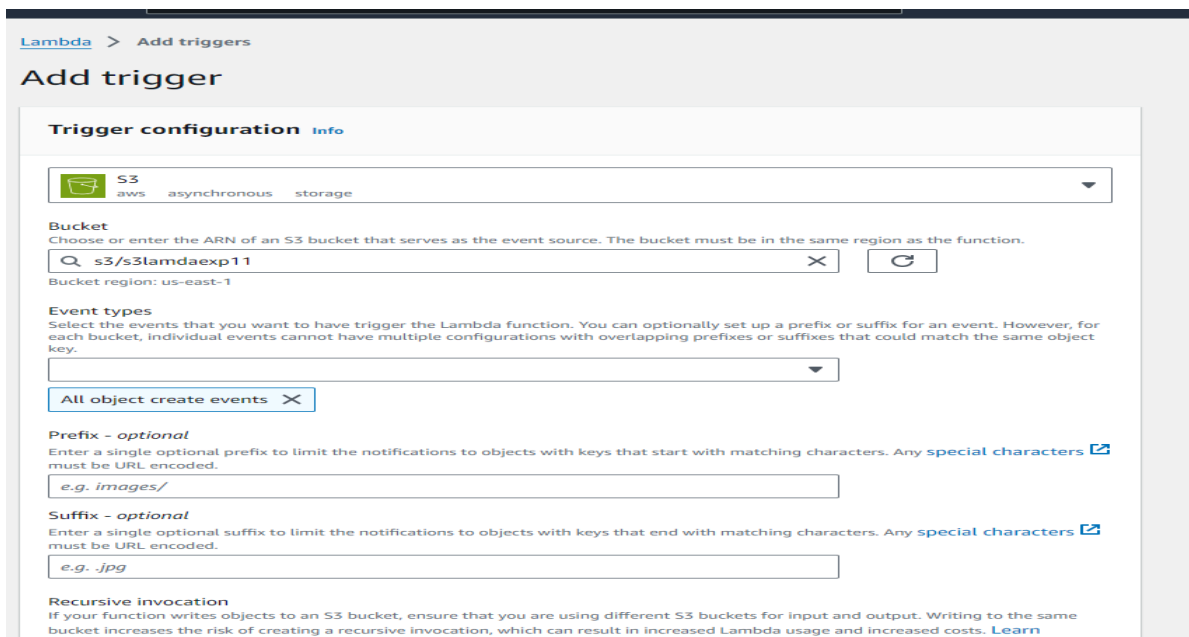 Lambda > Add triggers
Add trigger
Trigger configuration Info
S3
aws asynchronous storage
Bucket
Choose or enter the ARN of an S3 bucket that serves as the event source. The bucket must be in the same region as the function.
s3/s3lamdaexp11
Bucket region: us-east-1
Event types
Select the events that you want to have trigger the Lambda function. You can optionally set up a prefix or suffix for an event. However, for
each bucket, individual events cannot have multiple configurations with overlapping prefixes or suffixes that could match the same object
key.
All object create events
Prefix - optional
Enter a single optional prefix to limit the notifications to objects with keys that start with matching characters. Any special characters
must be URL encoded.
e.g. images/
Suffix - optional
Enter a single optional suffix to limit the notifications to objects with keys that end with matching characters. Any special characters
must be URL encoded.
e.g. .jpg
Recursive invocation
If your function writes objects to an S3 bucket, ensure that you are using different S3 buckets for input and output. Writing to the same
bucket increases the risk of creating a recursive invocation, which can result in increased Lambda usage and increased costs. Learn